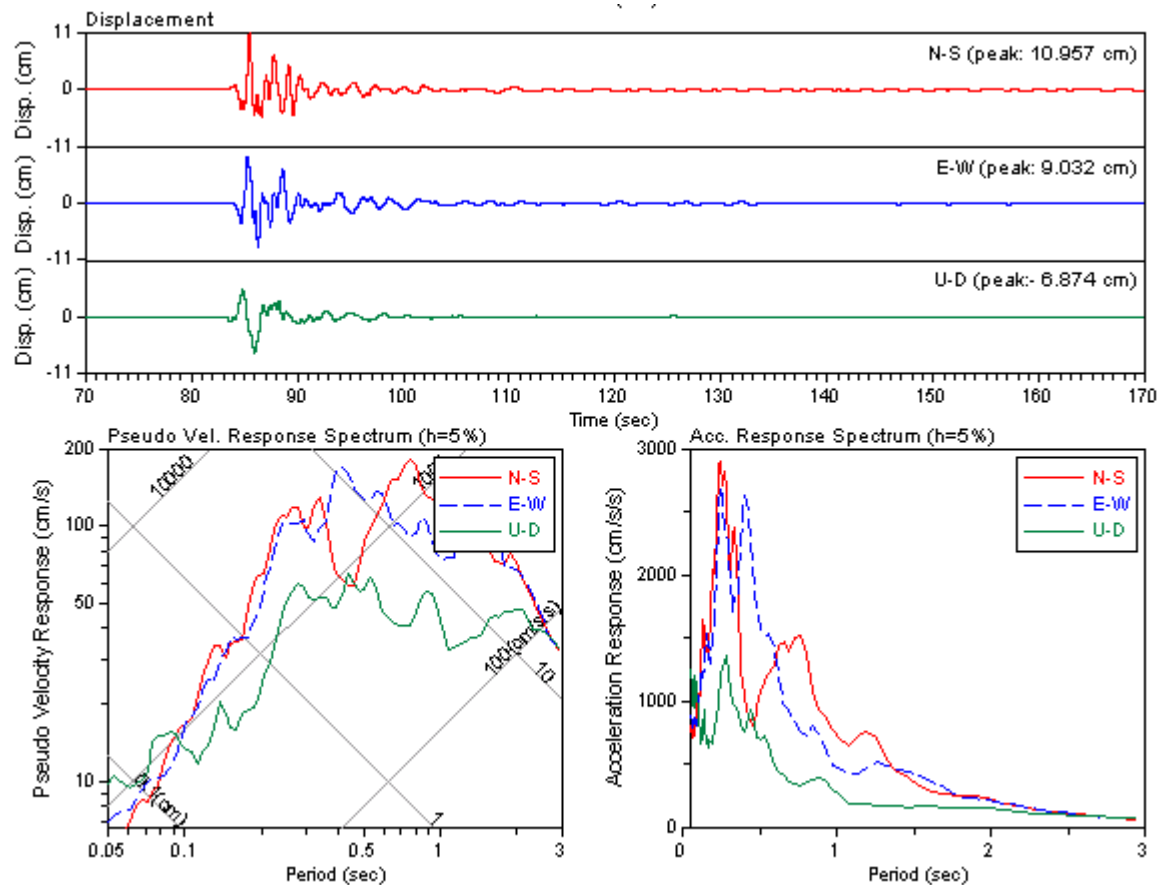 Displacement
11
N-S (peak: 10.957 cm)
Disp. (cm)
0
-11
E-W (peak: 9.032 cm)
Disp. (cm)
0
-11
U-D (peak:- 6.874 cm)
Disp. (cm)
0
-11
70 80 90 100 110 120 130 140 150 160 170
Time (sec)
Pseudo Vel. Response Spectrum (h=5%)
200
100
50
10
Pseudo Velocity Response (cm/s)
10000
N-S
E-W
U-D
100(cm/s/s)
10
1
0.05 0.1 0.5 1 3
Period (sec)
Acc. Response Spectrum (h=5%)
3000
2000
1000
0
Acceleration Response (cm/s/s)
N-S
E-W
U-D
0 1 2 3
Period (sec)